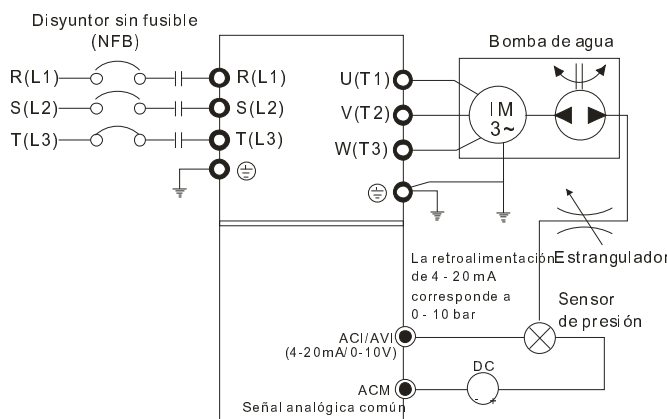 Disyuntor sin fusible
(NFB)
R(L1)
S(L2)
T(L3)
R(L1)
S(L2)
T(L3)
U(T1)
V(T2)
W(T3)
Bomba de agua
IM
3~
La retroalimentación
de 4 - 20 mA
corresponde a
0 - 10 bar
Estrangulador
Sensor
de presión
ACI/AVI
(4-20mA/0-10V)
DC
- +
ACM
Señal analógica común